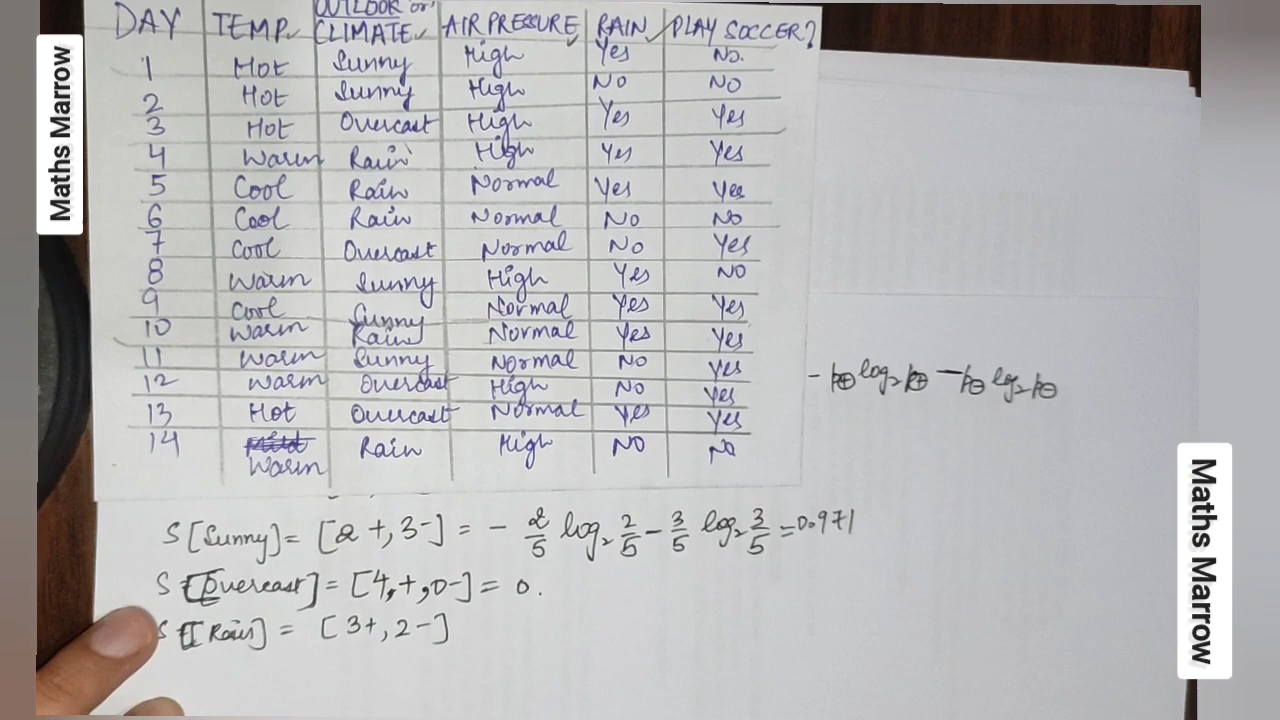 OUTLOOK or
DAY TEMP. CLIMATE AIR PRESSURE RAIN PLAY SOCCER?
1 Hot Sunny High Yes No.
2 Hot Sunny High No No
3 Hot Overcast High Yes Yes
4 Warm Rain High Yes Yes
5 Cool Rain Normal Yes Yes
6 Cool Rain Normal No No
7 Cool Overcast Normal No Yes
8 Warm Sunny High Yes No
9 Cool Sunny Normal Yes Yes
10 Warm Rain Normal Yes Yes
11 Warm Sunny Normal No Yes
12 Warm Overcast High No Yes
13 Hot Overcast Normal Yes Yes
14 Warm Rain High No No
- p⊕ log₂ p⊕ - p⊖ log₂ p⊖
S[Sunny] = [2+, 3-] = - 2/5 log₂ 2/5 - 3/5 log₂ 3/5 = 0.971
S[Overcast] = [4,+,0-] = 0.
S[Rain] = [3+, 2-]
Maths Marrow
Maths Marrow